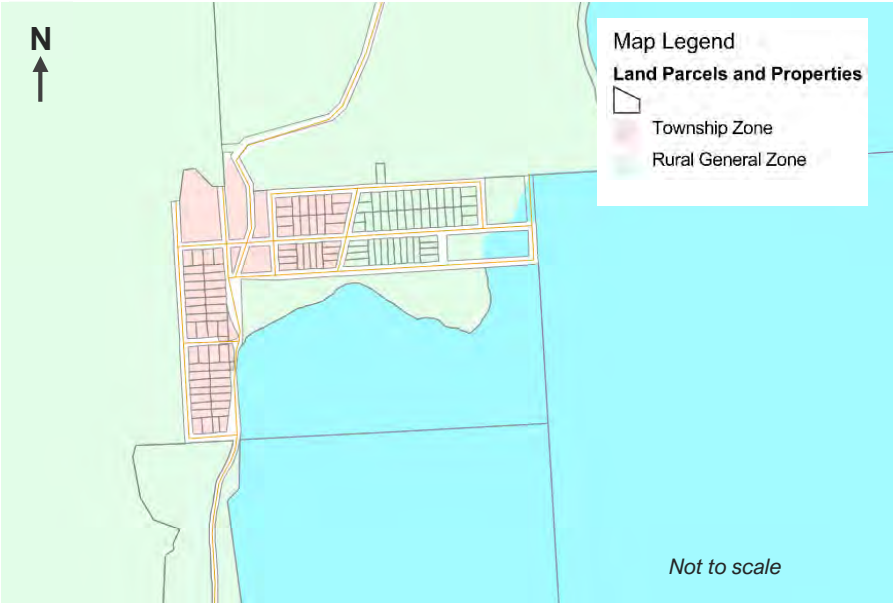 N
Map Legend
Land Parcels and Properties
Township Zone
Rural General Zone
Not to scale